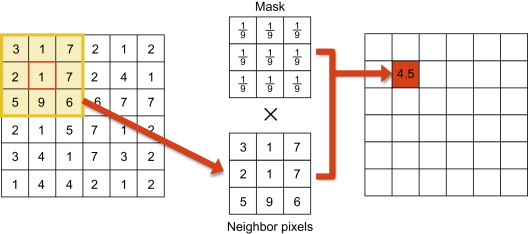 Mask
3 1 7 2 1 2
2 1 7 2 4 1
5 9 6 6 7 7
2 1 5 7 1 2
3 4 1 7 3 2
1 4 4 2 1 2
1/9 1/9 1/9
1/9 1/9 1/9
1/9 1/9 1/9
×
3 1 7
2 1 7
5 9 6
Neighbor pixels
4.5